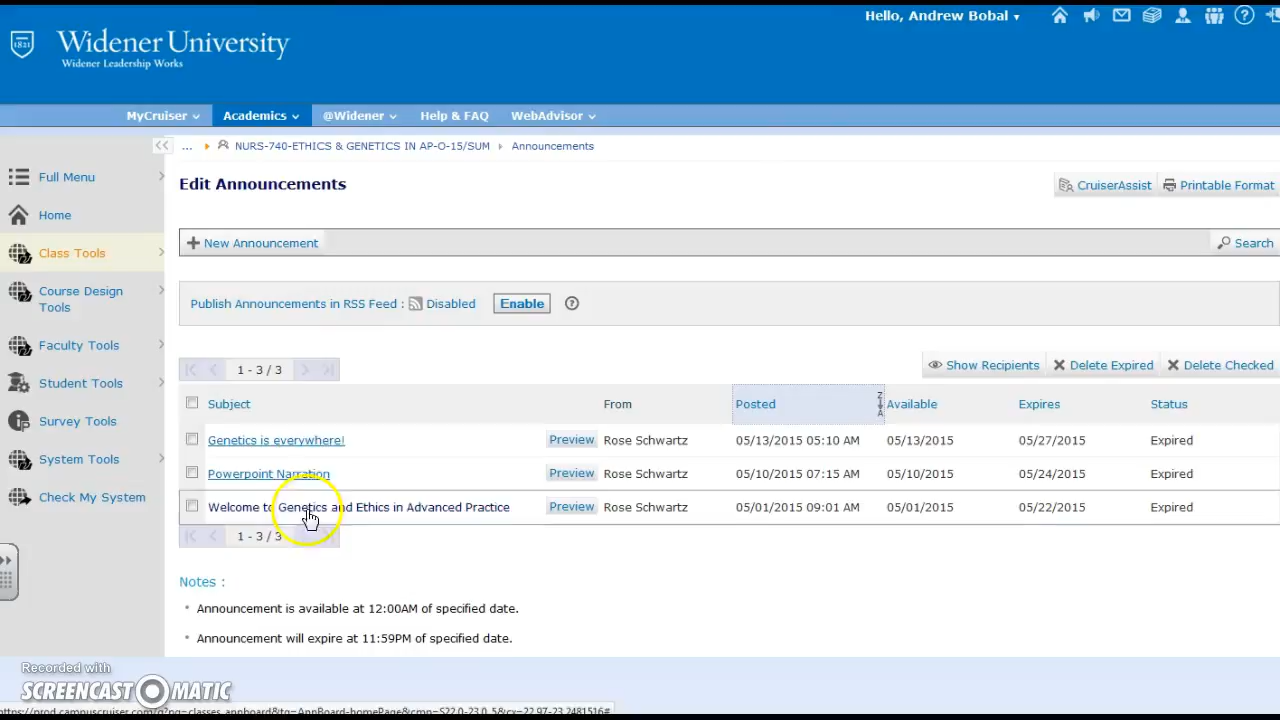 Hello, Andrew Bobal
1821 Widener University
Widener Leadership Works
MyCruiser Academics @Widener Help & FAQ WebAdvisor
... NURS-740-ETHICS & GENETICS IN AP-O-15/SUM Announcements
Full Menu
Home
Class Tools
Course Design
Tools
Faculty Tools
Student Tools
Survey Tools
System Tools
Check My System
Edit Announcements
CruiserAssist Printable Format
New Announcement
Search
Publish Announcements in RSS Feed : Disabled Enable ?
1 - 3 / 3
Show Recipients Delete Expired Delete Checked
Subject From Posted Z A Available Expires Status
Genetics is everywhere! Preview Rose Schwartz 05/13/2015 05:10 AM 05/13/2015 05/27/2015 Expired
Powerpoint Narration Preview Rose Schwartz 05/10/2015 07:15 AM 05/10/2015 05/24/2015 Expired
Welcome to Genetics and Ethics in Advanced Practice Preview Rose Schwartz 05/01/2015 09:01 AM 05/01/2015 05/22/2015 Expired
1 - 3 / 3
Notes :
Announcement is available at 12:00AM of specified date.
Announcement will expire at 11:59PM of specified date.
Recorded with
SCREENCAST-O-MATIC